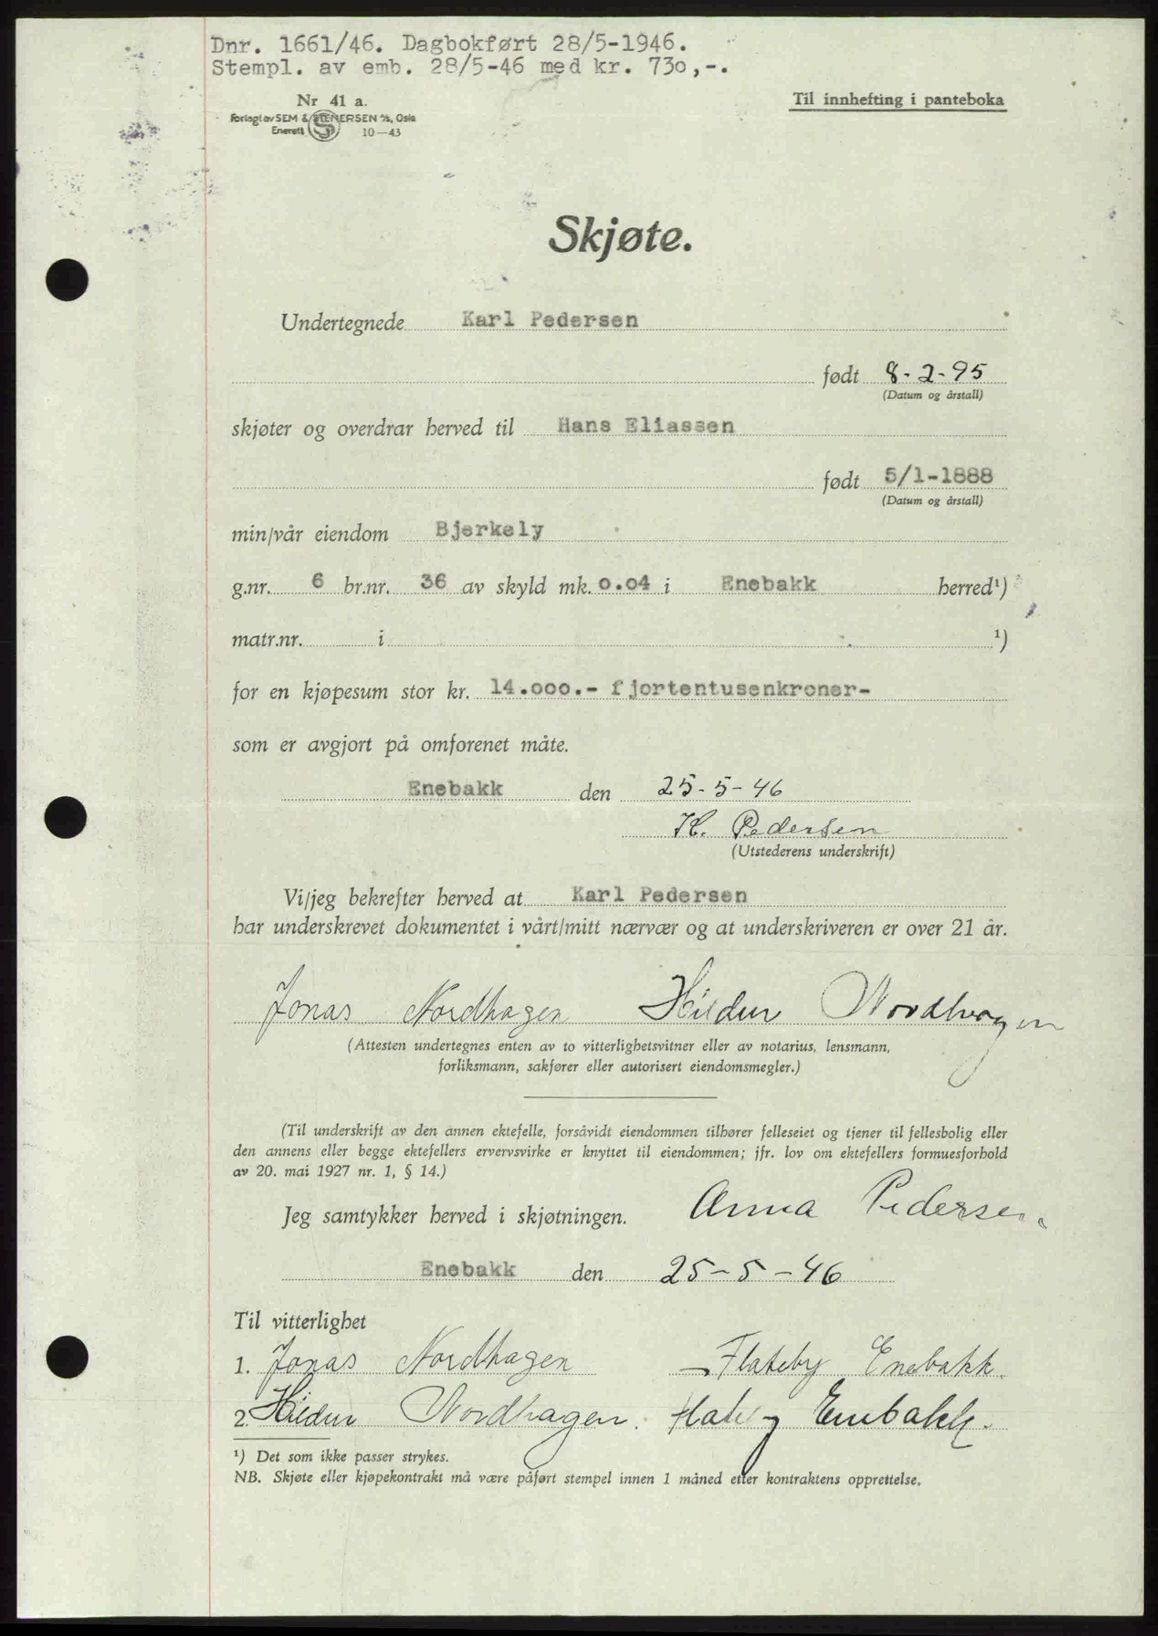 Dnr. 1661/46. Dagbokført 28/5-1946.
Stempl. av emb. 28/5-46 med kr. 730,-.
Nr 41 a.
Til innhefting i panteboka
Forlagt av SEM & STENERSEN A/S, Oslo
Enerett S 10—43
Skjøte.
Undertegnede Karl Pedersen
født 8-2-95
(Datum og årstall)
skjøter og overdrar herved til Hans Eliassen
født 5/1-1888
(Datum og årstall)
min/vår eiendom Bjerkely
g.nr. 6 br.nr. 36 av skyld mk. 0.04 i Enebakk herred¹)
matr.nr. i ¹)
for en kjøpesum stor kr. 14.000.- fjortentusenkroner-
som er avgjort på omforenet måte.
Enebakk den 25-5-46
K. Pedersen
(Utstederens underskrift)
Vi/jeg bekrefter herved at Karl Pedersen
har underskrevet dokumentet i vårt/mitt nærvær og at underskriveren er over 21 år.
Jonas Nordhagen Hildur Nordhagen
(Attesten undertegnes enten av to vitterlighetsvitner eller av notarius, lensmann,
forliksmann, sakfører eller autorisert eiendomsmegler.)
(Til underskrift av den annen ektefelle, forsåvidt eiendommen tilhører felleseiet og tjener til fellesbolig eller
den annens eller begge ektefellers ervervsvirke er knyttet til eiendommen; jfr. lov om ektefellers formuesforhold
av 20. mai 1927 nr. 1, § 14.)
Jeg samtykker herved i skjøtningen. Anna Pedersen.
Enebakk den 25-5-46
Til vitterlighet
1. Jonas Nordhagen Flateby Enebakk.
2. Hildur Nordhagen. Flateby Enebakk.
¹) Det som ikke passer strykes.
NB. Skjøte eller kjøpekontrakt må være påført stempel innen 1 måned etter kontraktens opprettelse.